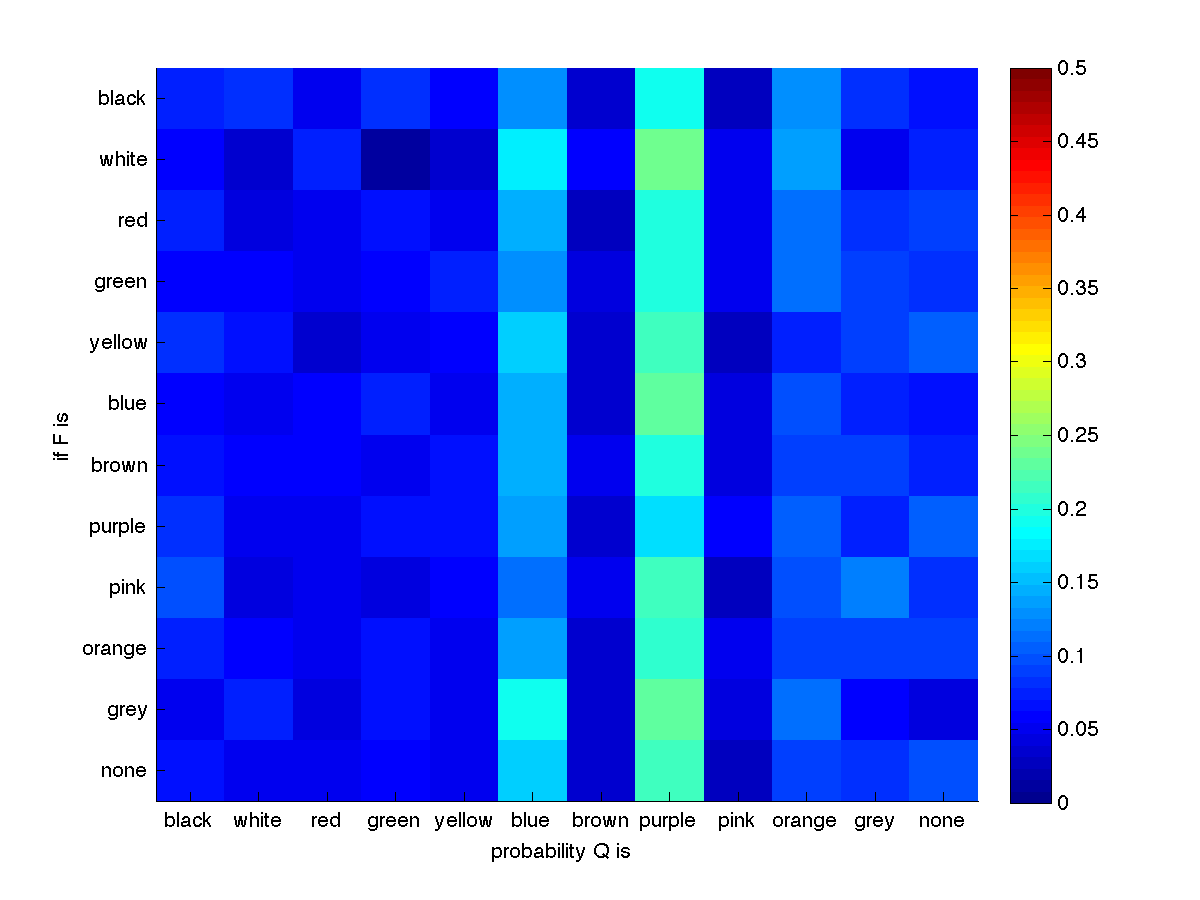 0.5
black
0.45
white
0.4
red
0.35
green
0.3
yellow
0.25
blue
if F is
brown
0.2
purple
0.15
pink
0.1
orange
0.05
grey
none
0
black white red green yellow blue brown purple pink orange grey none
probability Q is